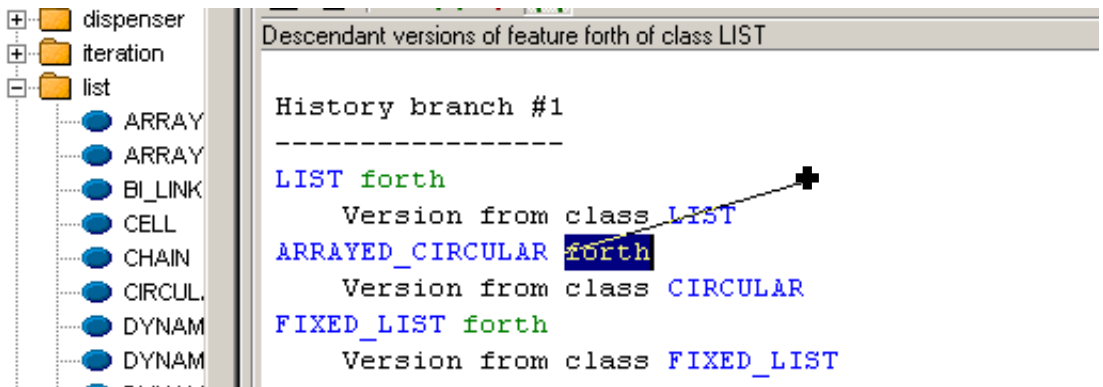 dispenser
iteration
list
ARRAY
ARRAY
BI_LINK
CELL
CHAIN
CIRCUL.
DYNAM
DYNAM
Descendant versions of feature forth of class LIST
History branch #1
-----------------
LIST forth
Version from class LIST
ARRAYED_CIRCULAR forth
Version from class CIRCULAR
FIXED_LIST forth
Version from class FIXED_LIST